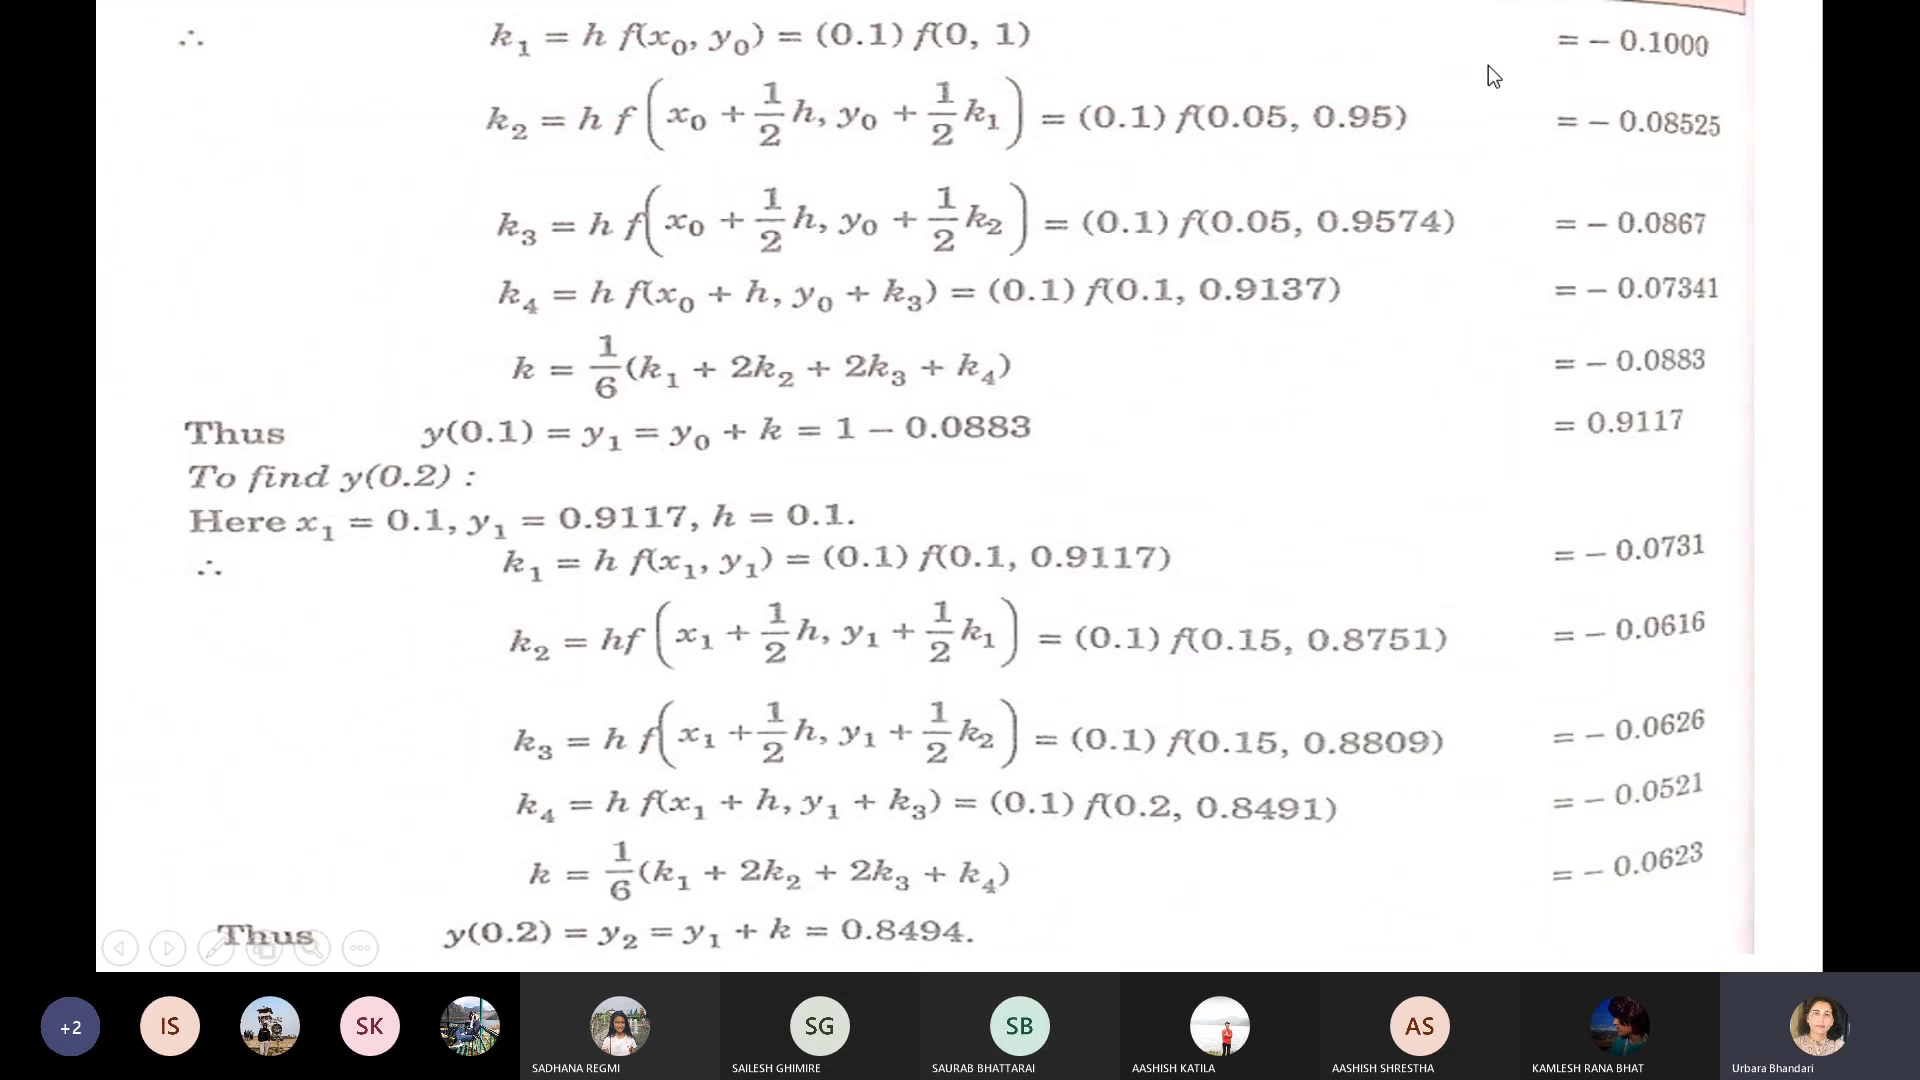 ∴ k₁ = h f(x₀, y₀) = (0.1) f(0, 1) = – 0.1000
k₂ = h f(x₀ + 1/2 h, y₀ + 1/2 k₁) = (0.1) f(0.05, 0.95) = – 0.08525
k₃ = h f(x₀ + 1/2 h, y₀ + 1/2 k₂) = (0.1) f(0.05, 0.9574) = – 0.0867
k₄ = h f(x₀ + h, y₀ + k₃) = (0.1) f(0.1, 0.9137) = – 0.07341
k = 1/6 (k₁ + 2k₂ + 2k₃ + k₄) = – 0.0883
Thus y(0.1) = y₁ = y₀ + k = 1 – 0.0883 = 0.9117
To find y(0.2) :
Here x₁ = 0.1, y₁ = 0.9117, h = 0.1.
∴ k₁ = h f(x₁, y₁) = (0.1) f(0.1, 0.9117) = – 0.0731
k₂ = hf (x₁ + 1/2 h, y₁ + 1/2 k₁) = (0.1) f(0.15, 0.8751) = – 0.0616
k₃ = h f(x₁ + 1/2 h, y₁ + 1/2 k₂) = (0.1) f(0.15, 0.8809) = – 0.0626
k₄ = h f(x₁ + h, y₁ + k₃) = (0.1) f(0.2, 0.8491) = – 0.0521
k = 1/6 (k₁ + 2k₂ + 2k₃ + k₄) = – 0.0623
Thus y(0.2) = y₂ = y₁ + k = 0.8494.
+2 IS SK SG SB AS
SADHANA REGMI SAILESH GHIMIRE SAURAB BHATTARAI AASHISH KATILA AASHISH SHRESTHA KAMLESH RANA BHAT Urbara Bhandari